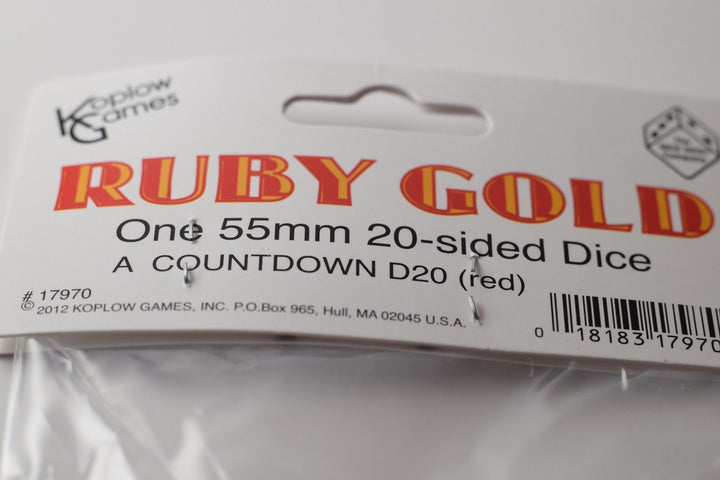 Koplow
Games
RUBY GOLD
One 55mm 20-sided Dice
A COUNTDOWN D20 (red)
# 17970
© 2012 KOPLOW GAMES, INC. P.O.Box 965, Hull, MA 02045 U.S.A.
0 18183 17970